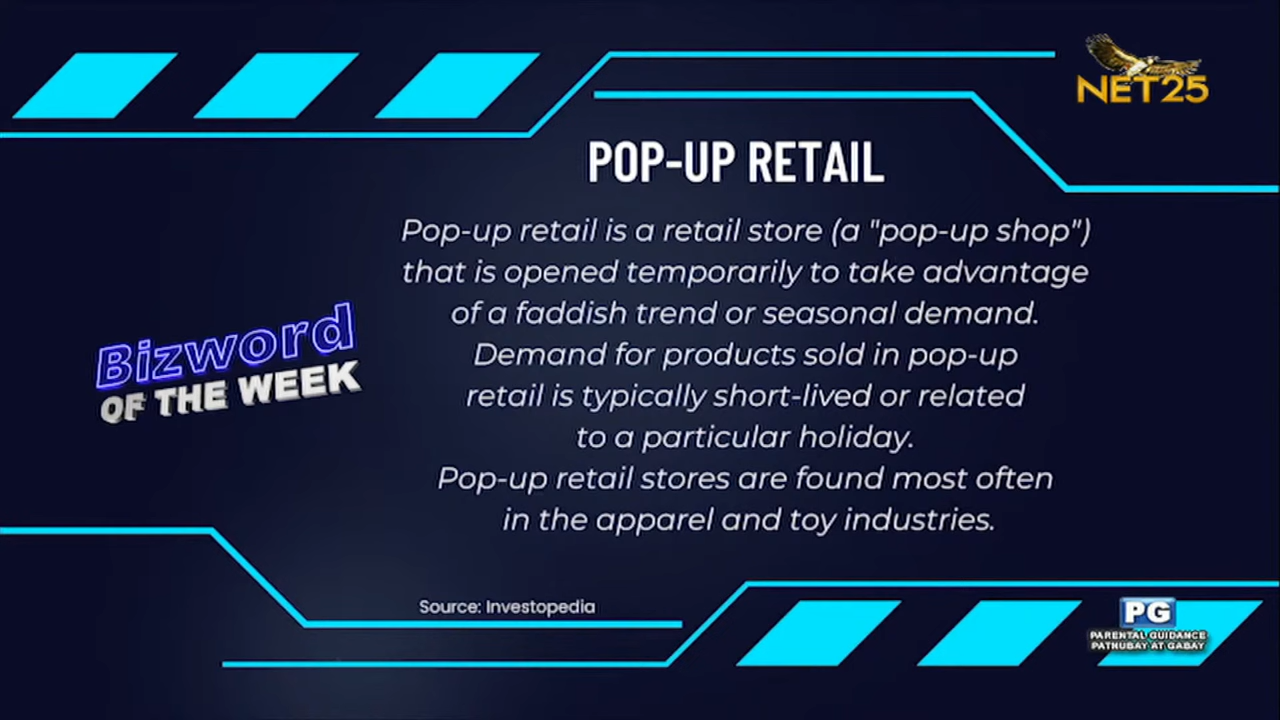 NET25
POP-UP RETAIL
Pop-up retail is a retail store (a "pop-up shop")
that is opened temporarily to take advantage
of a faddish trend or seasonal demand.
Demand for products sold in pop-up
retail is typically short-lived or related
to a particular holiday.
Pop-up retail stores are found most often
in the apparel and toy industries.
Bizword
OF THE WEEK
Source: Investopedia
PG
PARENTAL GUIDANCE
PATNUBAY AT GABAY